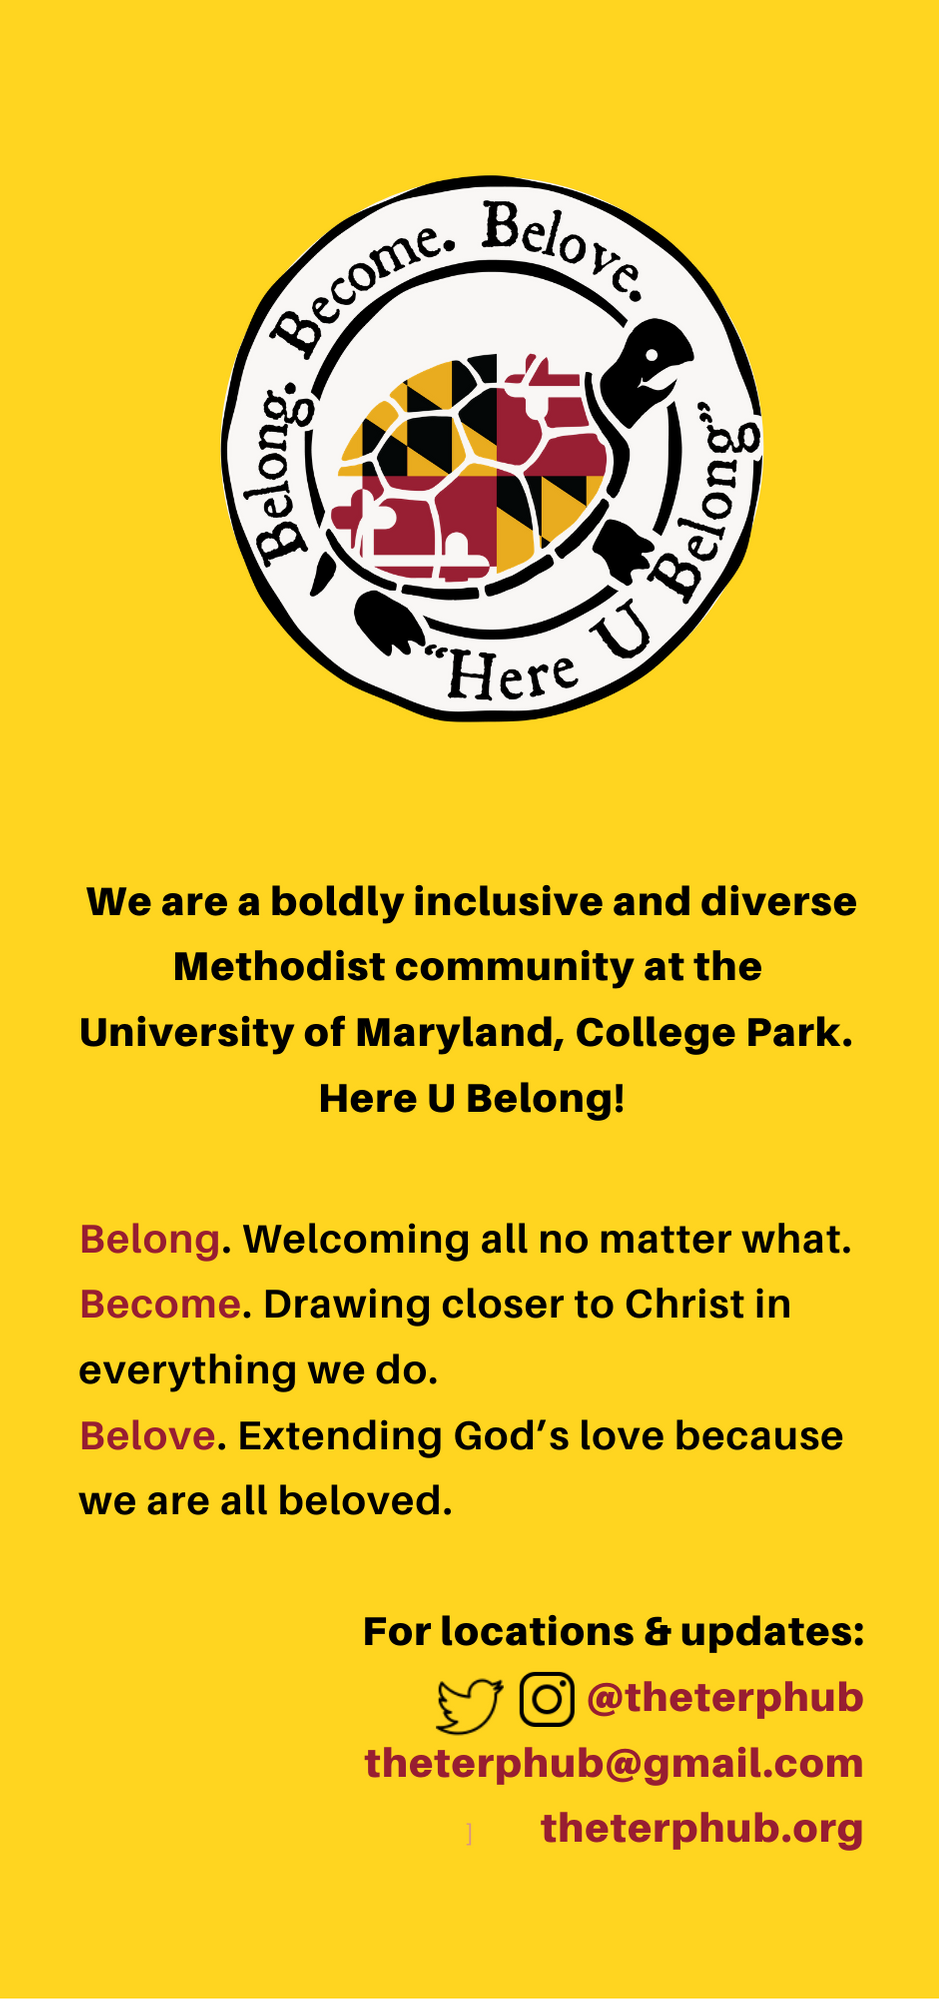 Belong. Become. Belove.
“Here U Belong“
We are a boldly inclusive and diverse
Methodist community at the
University of Maryland, College Park.
Here U Belong!
Belong. Welcoming all no matter what.
Become. Drawing closer to Christ in
everything we do.
Belove. Extending God’s love because
we are all beloved.
For locations & updates:
@theterphub
theterphub@gmail.com
] theterphub.org